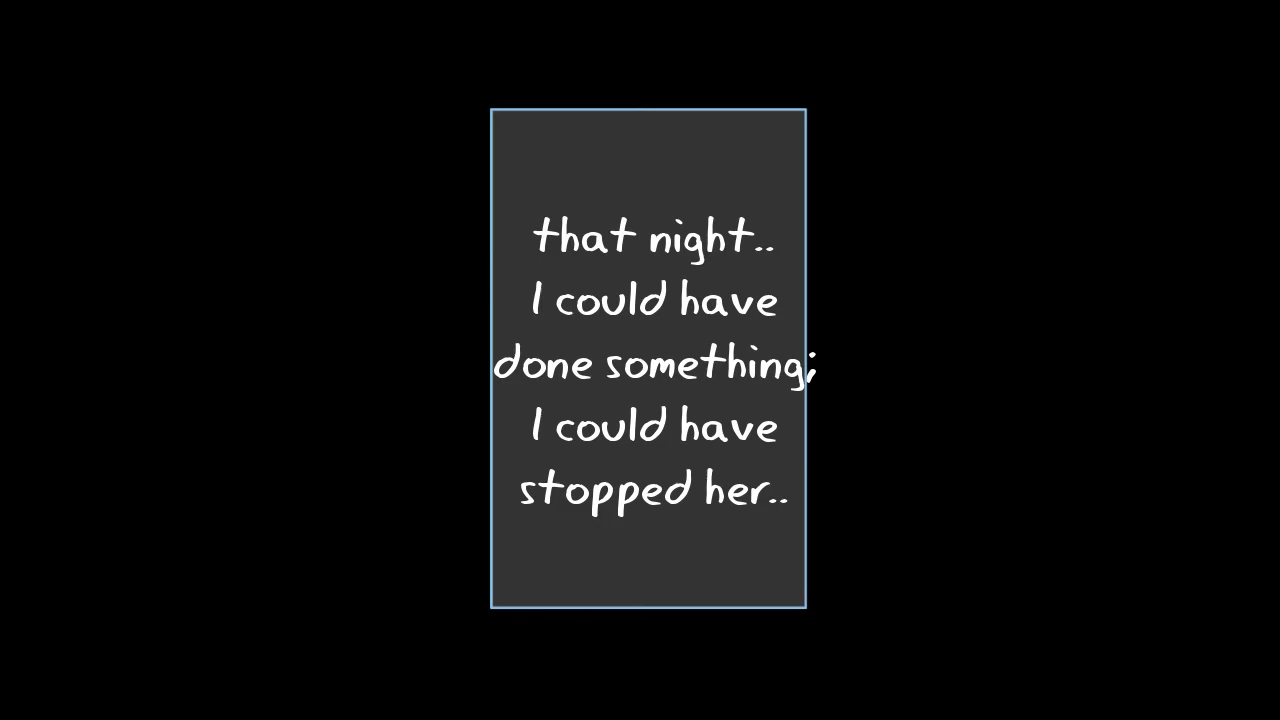 that night..
I could have
done something;
I could have
stopped her..